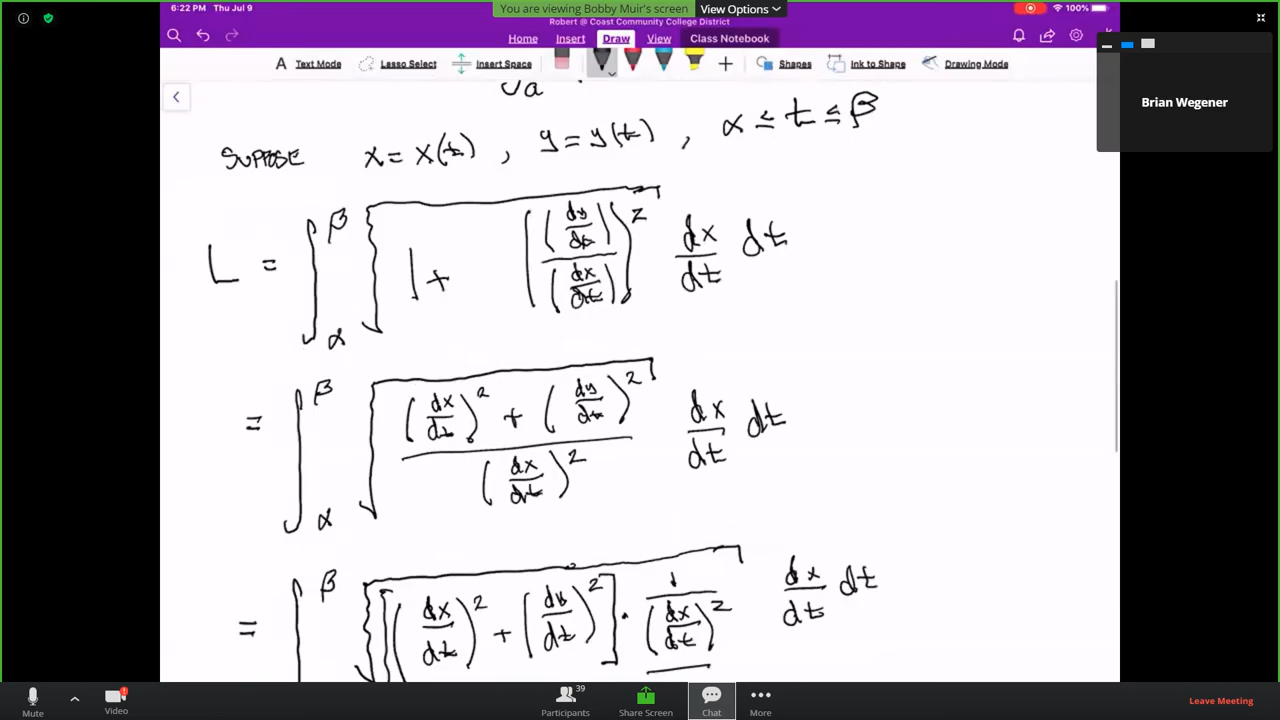 6:22 PM Thu Jul 9
You are viewing Bobby Muir's screen View Options
100%
Robert @ Coast Community College District
Home Insert Draw View Class Notebook
A Text Mode Lasso Select Insert Space Shapes Ink to Shape Drawing Mode
Brian Wegener
∫a
SUPPOSE x = x(t) , y = y(t) , α ≤ t ≤ β
L = ∫_α^β √(1 + [(dy/dt)/(dx/dt)]^2) dx/dt dt
= ∫_α^β √(((dx/dt)^2 + (dy/dt)^2)/(dx/dt)^2) dx/dt dt
= ∫^β √([(dx/dt)^2 + (dy/dt)^2] · 1/(dx/dt)^2) dx/dt dt
Mute Video Participants 39 Share Screen Chat More Leave Meeting